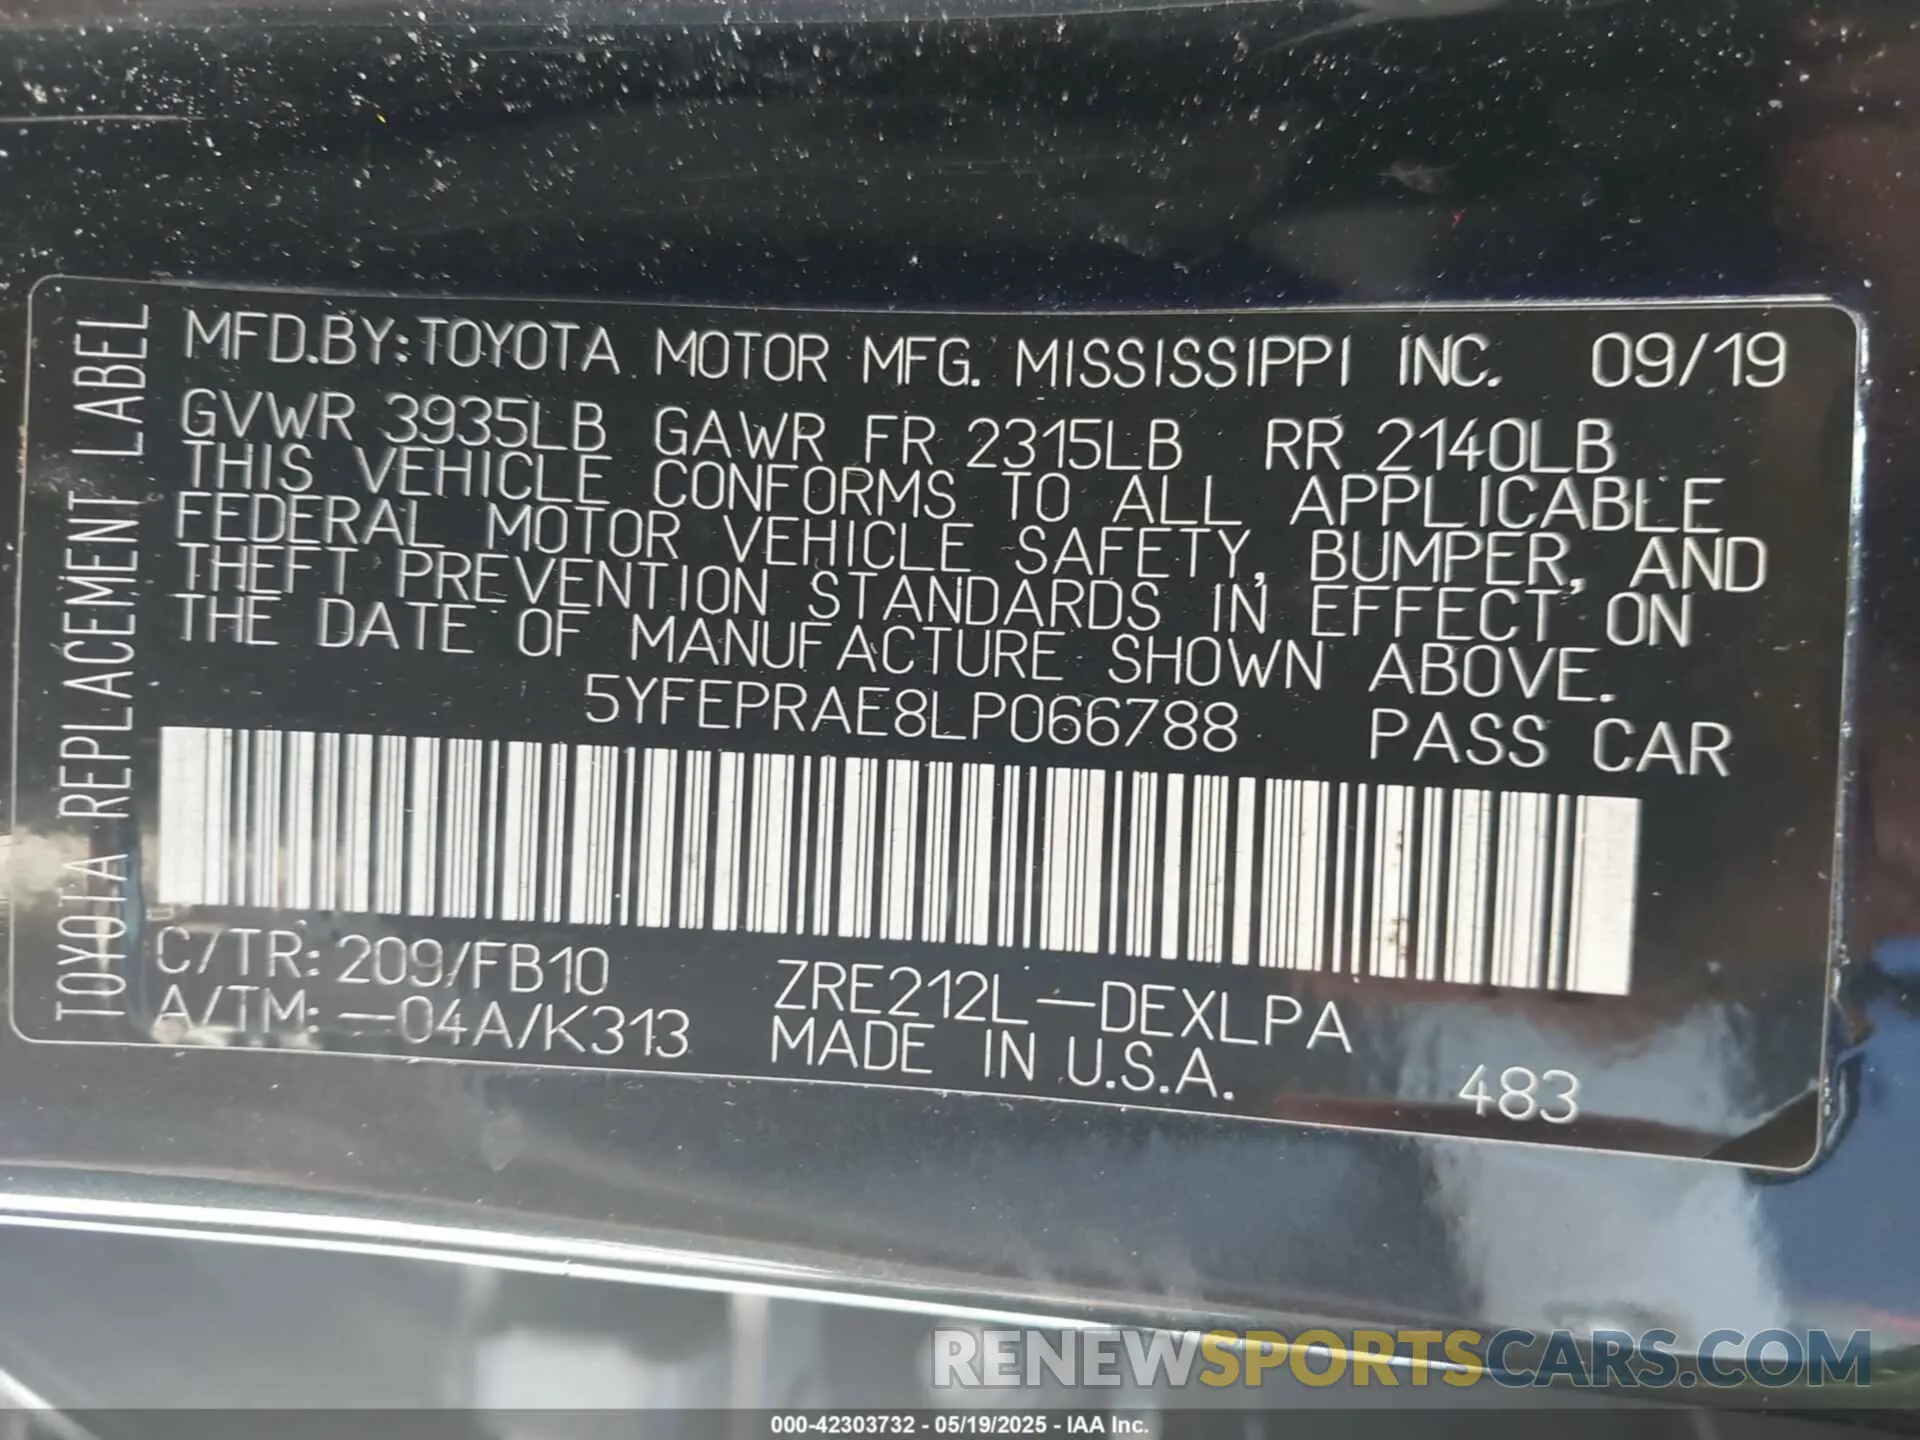 TOYOTA REPLACEMENT LABEL
MFD.BY:TOYOTA MOTOR MFG. MISSISSIPPI INC. 09/19
GVWR 3935LB GAWR FR 2315LB RR 2140LB
THIS VEHICLE CONFORMS TO ALL APPLICABLE
FEDERAL MOTOR VEHICLE SAFETY, BUMPER, AND
THEFT PREVENTION STANDARDS IN EFFECT ON
THE DATE OF MANUFACTURE SHOWN ABOVE.
5YFEPRAE8LP066788 PASS CAR
C/TR: 209/FB10 ZRE212L-DEXLPA
A/TM: -04A/K313 MADE IN U.S.A. 483
RENEWSPORTSCARS.COM
000-42303732 - 05/19/2025 - IAA Inc.